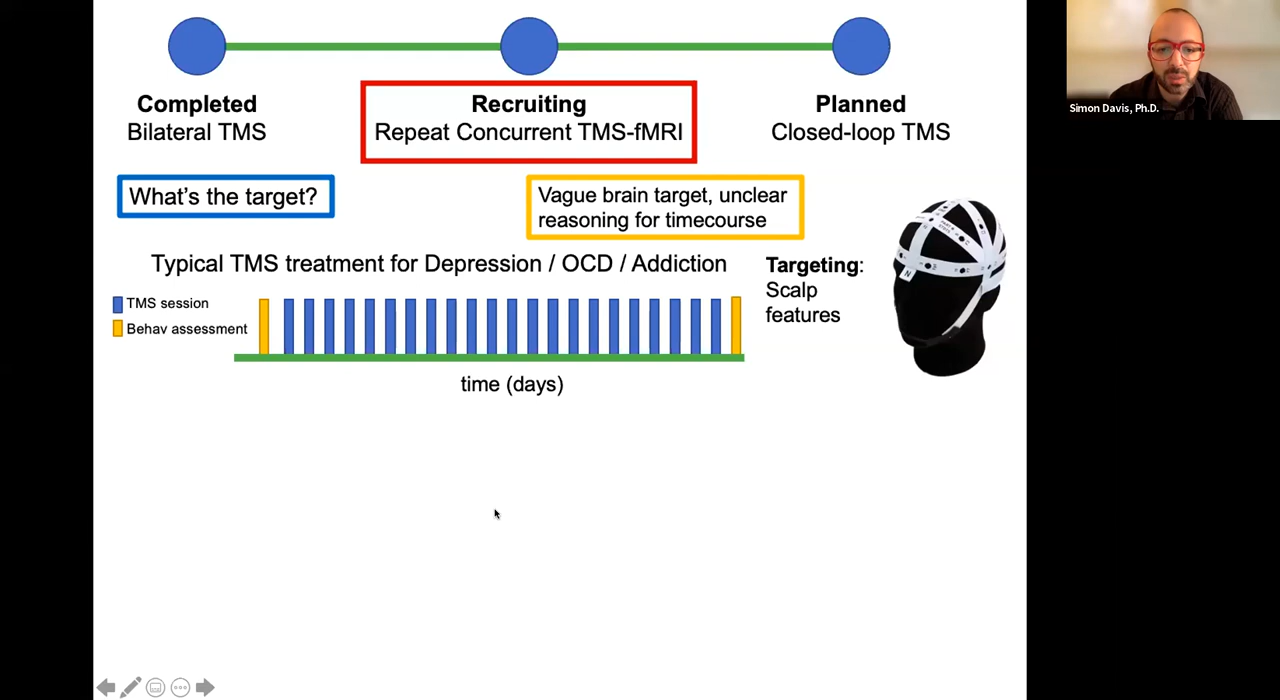 Completed
Bilateral TMS
Recruiting
Repeat Concurrent TMS-fMRI
Planned
Closed-loop TMS
Simon Davis, Ph.D.
What's the target?
Vague brain target, unclear
reasoning for timecourse
Typical TMS treatment for Depression / OCD / Addiction
TMS session
Behav assessment
time (days)
Targeting:
Scalp
features
N